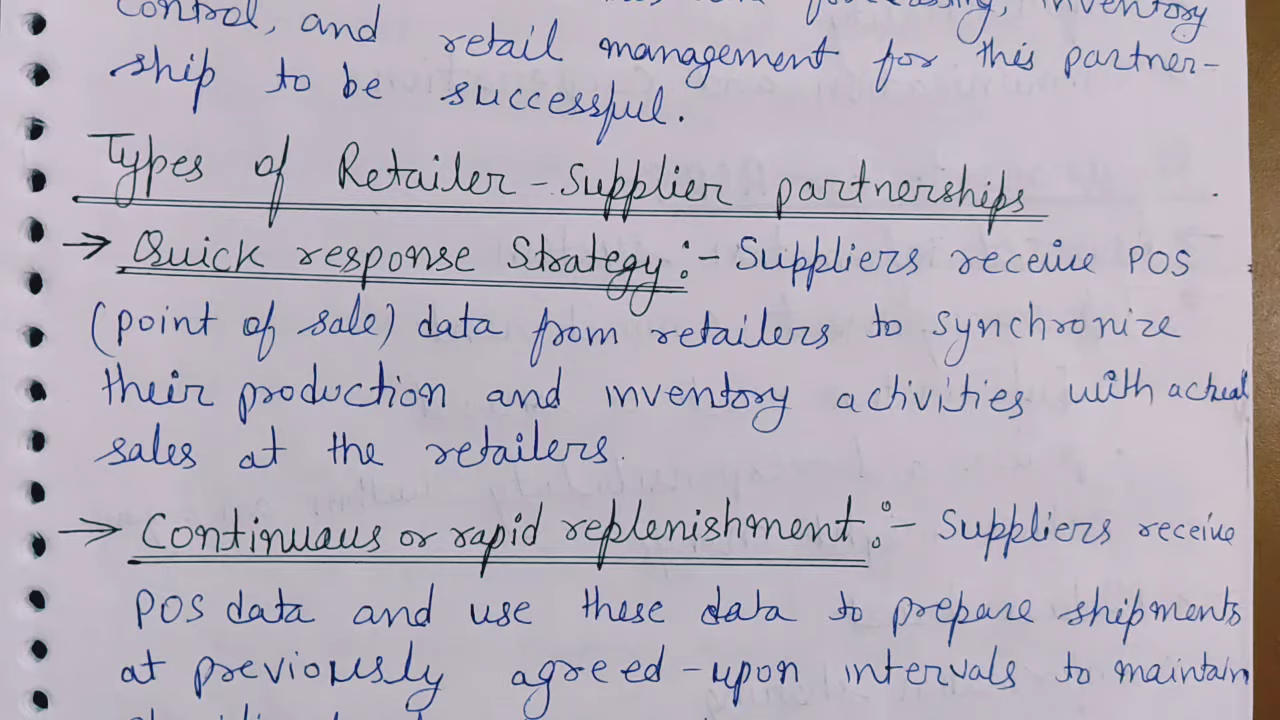 forecasting, inventory
control, and retail management for this partner-
ship to be successful.
Types of Retailer - Supplier partnerships
→ Quick response Strategy :- Suppliers receive POS
(point of sale) data from retailers to synchronize
their production and inventory activities with actual
sales at the retailers.
→ Continuous or rapid replenishment :- Suppliers receive
POS data and use these data to prepare shipments
at previously agreed-upon intervals to maintain